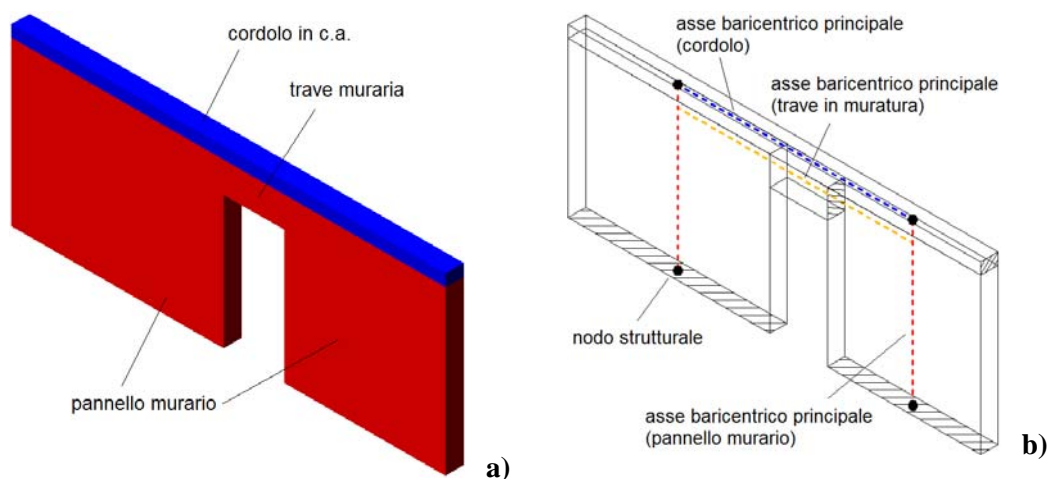 cordolo in c.a.
trave muraria
pannello murario
a)
asse baricentrico principale
(cordolo)
asse baricentrico principale
(trave in muratura)
nodo strutturale
asse baricentrico principale
(pannello murario)
b)